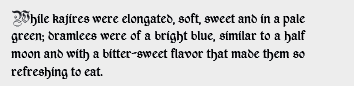 While kajires were elongated, soft, sweet and in a pale
green; dramlees were of a bright blue, similar to a half
moon and with a bitter-sweet flavor that made them so
refreshing to eat.